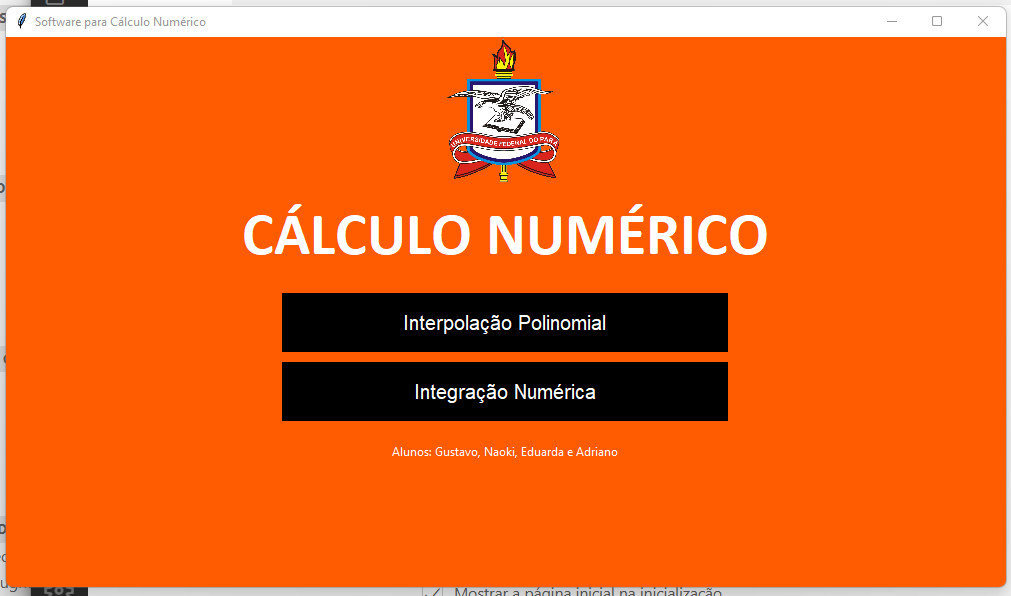 Software para Cálculo Numérico
UNIVERSIDADE FEDERAL DO PARÁ
CÁLCULO NUMÉRICO
Interpolação Polinomial
Integração Numérica
Alunos: Gustavo, Naoki, Eduarda e Adriano
Mostrar a página inicial na inicialização